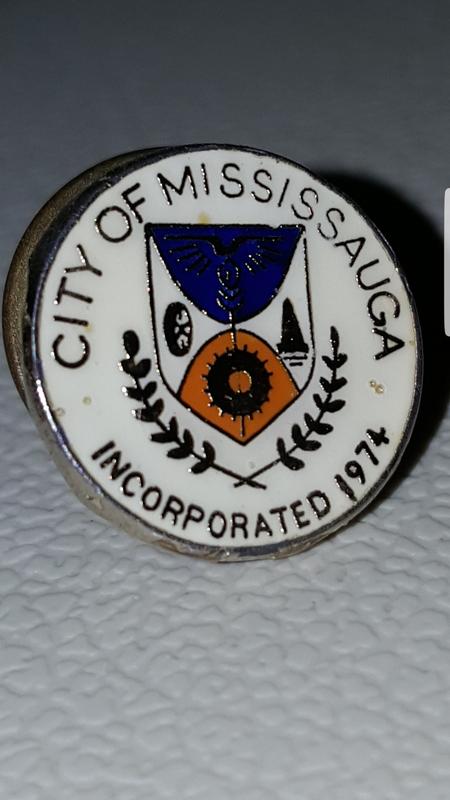 CITY OF MISSISSAUGA
INCORPORATED 1974